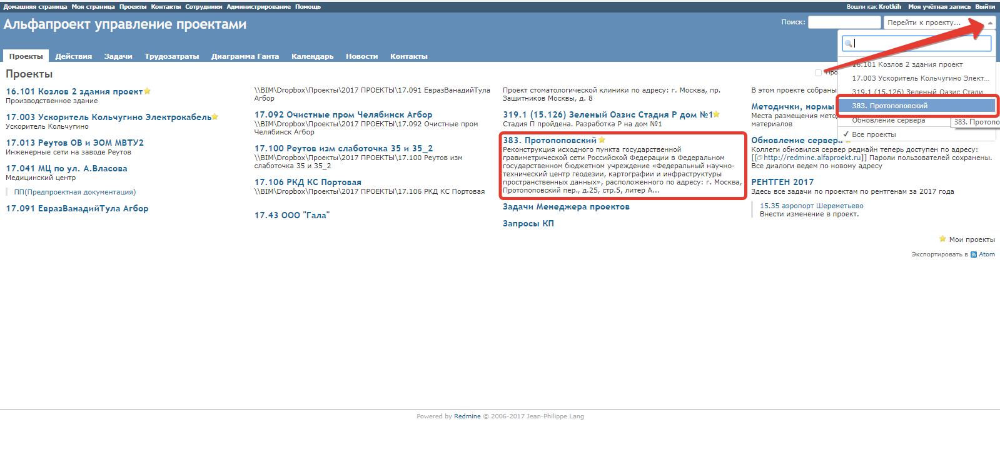 Домашняя страница Моя страница Проекты Контакты Сотрудники Администрирование Помощь
Вошли как Krotkih Моя учётная запись Выйти
Альфапроект управление проектами
Поиск:
Перейти к проекту...
Проекты Действия Задачи Трудозатраты Диаграмма Ганта Календарь Новости Контакты
16.101 Козлов 2 здания проект
17.003 Ускоритель Кольчугино Элект...
319.1 (15.126) Зеленый Оазис Стади...
383. Протопоповский
Обновление сервера
383. Протопо
✓ Все проекты
Проекты
16.101 Козлов 2 здания проект
Производственное здание
17.003 Ускоритель Кольчугино Электрокабель
Ускоритель Кольчугино
17.013 Реутов ОВ и ЭОМ МВТУ2
Инженерные сети на заводе Реутов
17.041 МЦ по ул. А.Власова
Медицинский центр
ПП(Предпроектная документация)
17.091 ЕвразВанадийТула Агбор
\\BIM\Dropbox\Проекты\2017 ПРОЕКТЫ\17.091 ЕвразВанадийТула
Агбор
17.092 Очистные пром Челябинск Агбор
\\BIM\Dropbox\Проекты\2017 ПРОЕКТЫ\17.092 Очистные пром
Челябинск Агбор
17.100 Реутов изм слаботочка 35 и 35_2
\\BIM\Dropbox\Проекты\2017 ПРОЕКТЫ\17.100 Реутов изм
слаботочка 35 и 35_2
17.106 РКД КС Портовая
\\BIM\Dropbox\Проекты\2017 ПРОЕКТЫ\17.106 РКД КС Портовая
17.43 ООО "Гала"
Проект стоматологической клиники по адресу: г. Москва, пр.
Защитников Москвы, д. 8
319.1 (15.126) Зеленый Оазис Стадия Р дом №1
Стадия П пройдена. Разработка Р на дом №1
383. Протопоповский
Реконструкция исходного пункта государственной
гравиметрической сети Российской Федерации в Федеральном
государственном бюджетном учреждение «Федеральный научно-
технический центр геодезии, картографии и инфраструктуры
пространственных данных», расположенного по адресу: г. Москва,
Протопоповский пер., д.25, стр.5, литер А...
Задачи Менеджера проектов
Запросы КП
В этом проекте собраны
Методички, нормы
Места размещения
материалов
Обновление сервера
Коллеги обновился сервер редмайн теперь доступен по адресу:
[[http://redmine.alfaproekt.ru]] Пароли пользователей сохранены.
Все диалоги ведем по новому адресу
РЕНТГЕН 2017
Здесь все задачи по проектам по рентгенам за 2017 года
15.35 аэропорт Шереметьево
Внести изменение в проект.
Мои проекты
Экспортировать в Atom
Powered by Redmine © 2006-2017 Jean-Philippe Lang